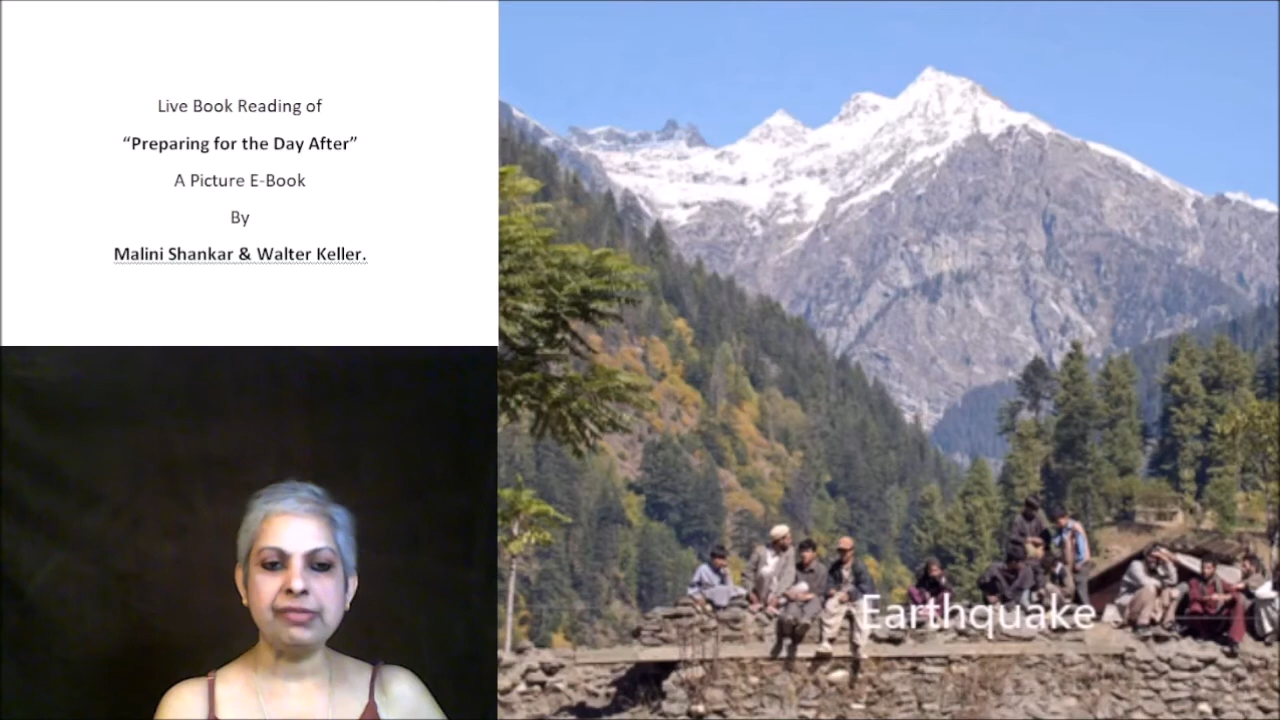 Live Book Reading of
“Preparing for the Day After”
A Picture E-Book
By
Malini Shankar & Walter Keller.
Earthquake